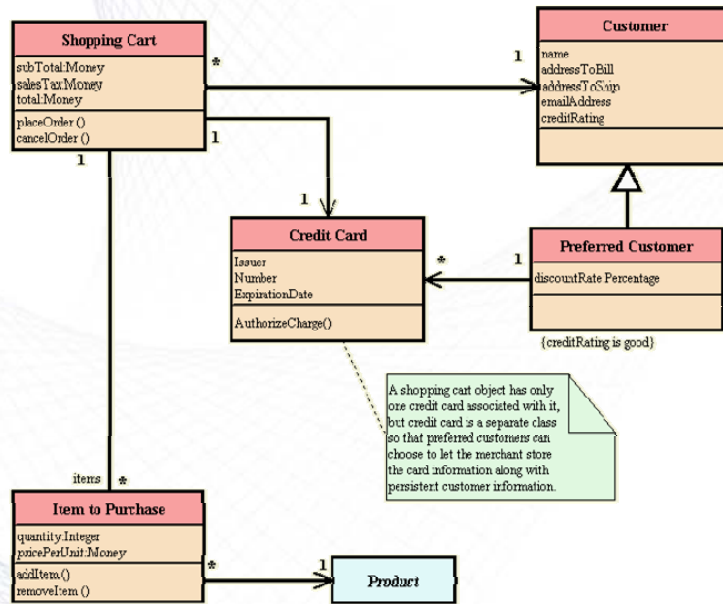 Shopping Cart
subTotal:Money
salesTax:Money
total:Money
placeOrder ()
cancelOrder ()
*
1
Customer
name
addressToBill
addressToShip
emailAddress
creditRating
1
1
1
Credit Card
Issuer
Number
ExpirationDate
AuthorizeCharge()
*
1
Preferred Customer
discountRate Percentage
{creditRating is good}
A shopping cart object has only
one credit card associated with it,
but credit card is a separate class
so that preferred customers can
choose to let the merchant store
the card information along with
persistent customer information.
items
*
Item to Purchase
quantity:Integer
pricePerUnit:Money
addItem ()
removeItem ()
*
1
Product